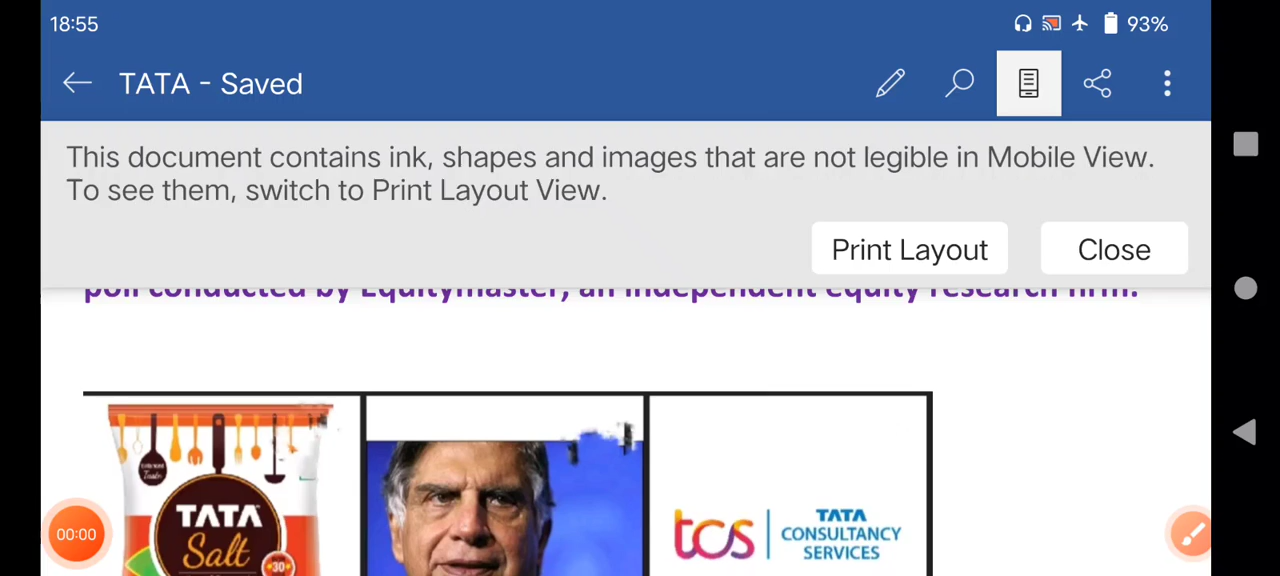 18:55
93%
TATA - Saved
This document contains ink, shapes and images that are not legible in Mobile View.
To see them, switch to Print Layout View.
Print Layout
Close
poll conducted by Equitymaster, an independent equity research firm.
TATA
Salt
30
tcs
TATA
CONSULTANCY
SERVICES
00:00